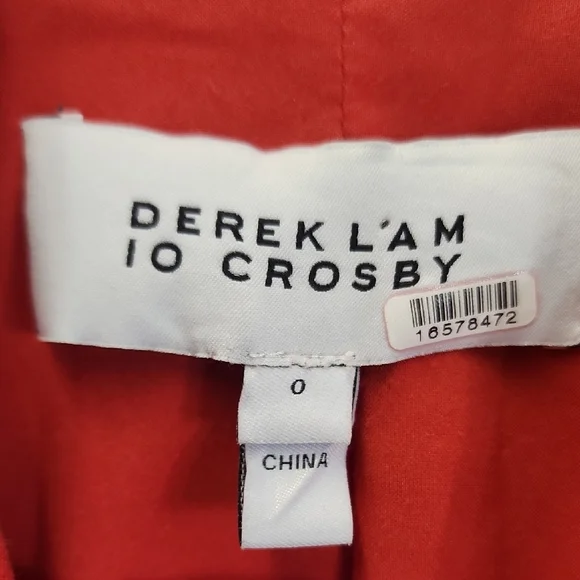 DEREK LAM
10 CROSBY
16578472
0
CHINA